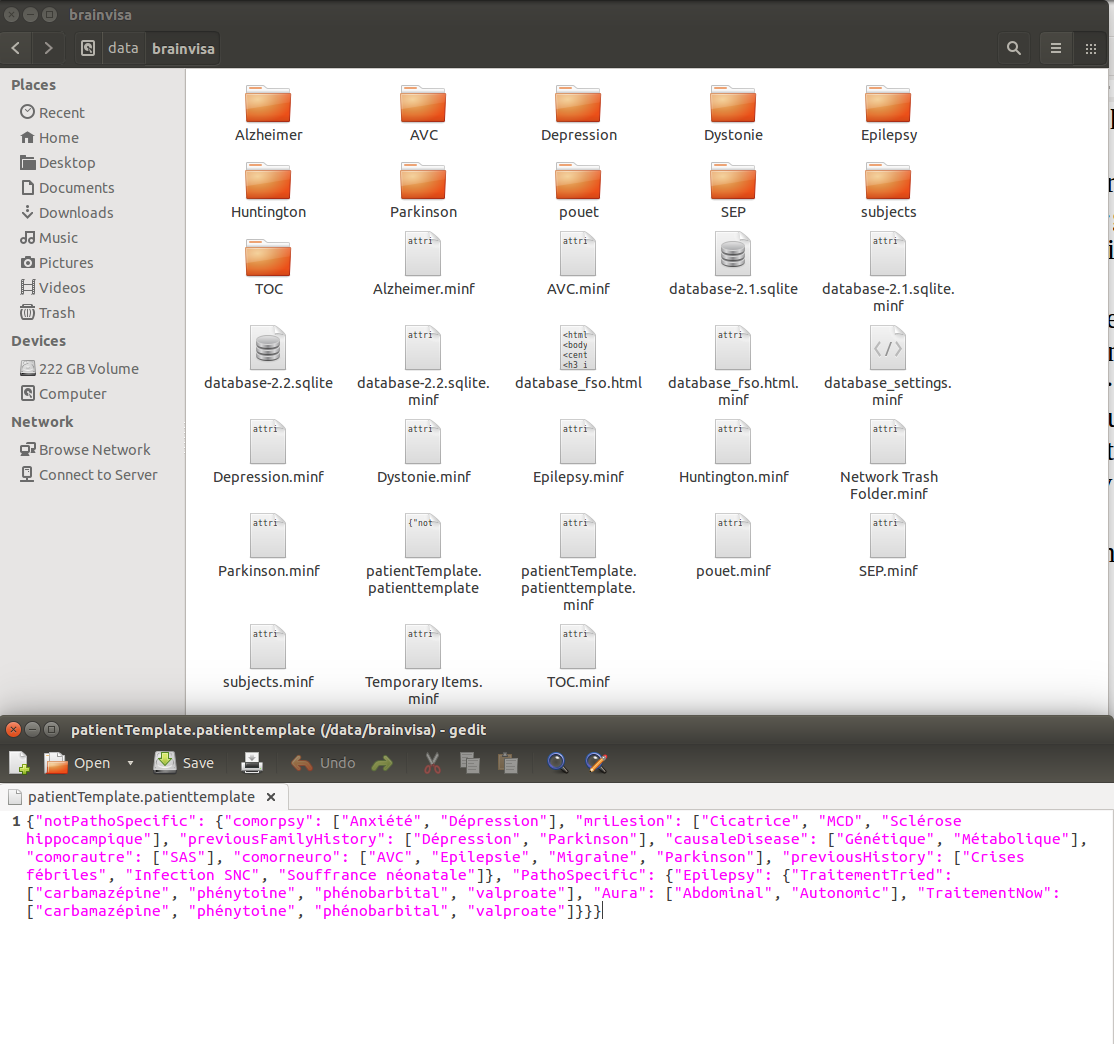 brainvisa
data
brainvisa
Places
Recent
Home
Desktop
Documents
Downloads
Music
Pictures
Videos
Trash
Devices
222 GB Volume
Computer
Network
Browse Network
Connect to Server
Alzheimer
AVC
Depression
Dystonie
Epilepsy
Huntington
Parkinson
pouet
SEP
subjects
TOC
attri
Alzheimer.minf
attri
AVC.minf
database-2.1.sqlite
attri
database-2.1.sqlite.
minf
database-2.2.sqlite
attri
database-2.2.sqlite.
minf
<html
<body
<cent
<h3 i
database_fso.html
attri
database_fso.html.
minf
</>
database_settings.
minf
attri
Depression.minf
attri
Dystonie.minf
attri
Epilepsy.minf
attri
Huntington.minf
attri
Network Trash
Folder.minf
attri
Parkinson.minf
{"not
patientTemplate.
patienttemplate
attri
patientTemplate.
patienttemplate.
minf
attri
pouet.minf
attri
SEP.minf
attri
subjects.minf
attri
Temporary Items.
minf
attri
TOC.minf
patientTemplate.patienttemplate (/data/brainvisa) - gedit
Open
Save
Undo
patientTemplate.patienttemplate
1 {"notPathoSpecific": {"comorpsy": ["Anxiété", "Dépression"], "mriLesion": ["Cicatrice", "MCD", "Sclérose
hippocampique"], "previousFamilyHistory": ["Dépression", "Parkinson"], "causaleDisease": ["Génétique", "Métabolique"],
"comorautre": ["SAS"], "comorneuro": ["AVC", "Epilepsie", "Migraine", "Parkinson"], "previousHistory": ["Crises
fébriles", "Infection SNC", "Souffrance néonatale"]}, "PathoSpecific": {"Epilepsy": {"TraitementTried":
["carbamazépine", "phénytoine", "phénobarbital", "valproate"], "Aura": ["Abdominal", "Autonomic"], "TraitementNow":
["carbamazépine", "phénytoine", "phénobarbital", "valproate"]}}}